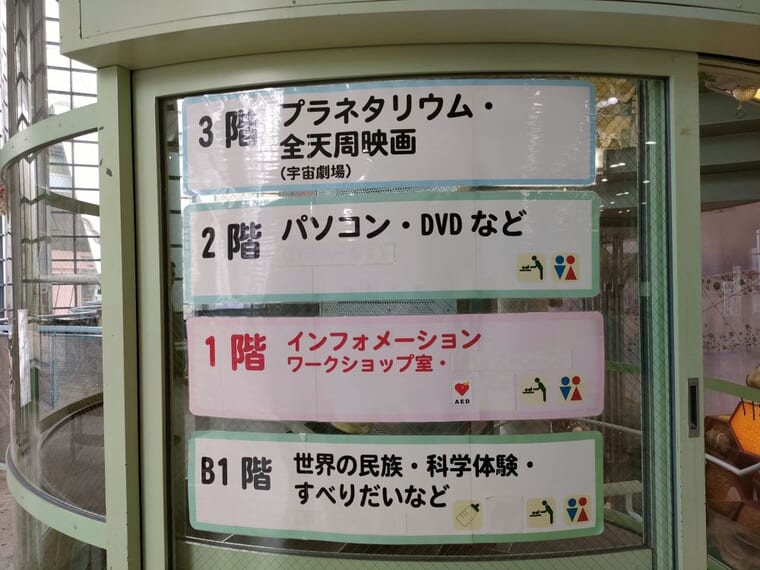 3階
プラネタリウム・
全天周映画
(宇宙劇場)
2階
パソコン・DVDなど
1階
インフォメーション
ワークショップ室・
AED
B1階
世界の民族・科学体験・
すべりだいなど